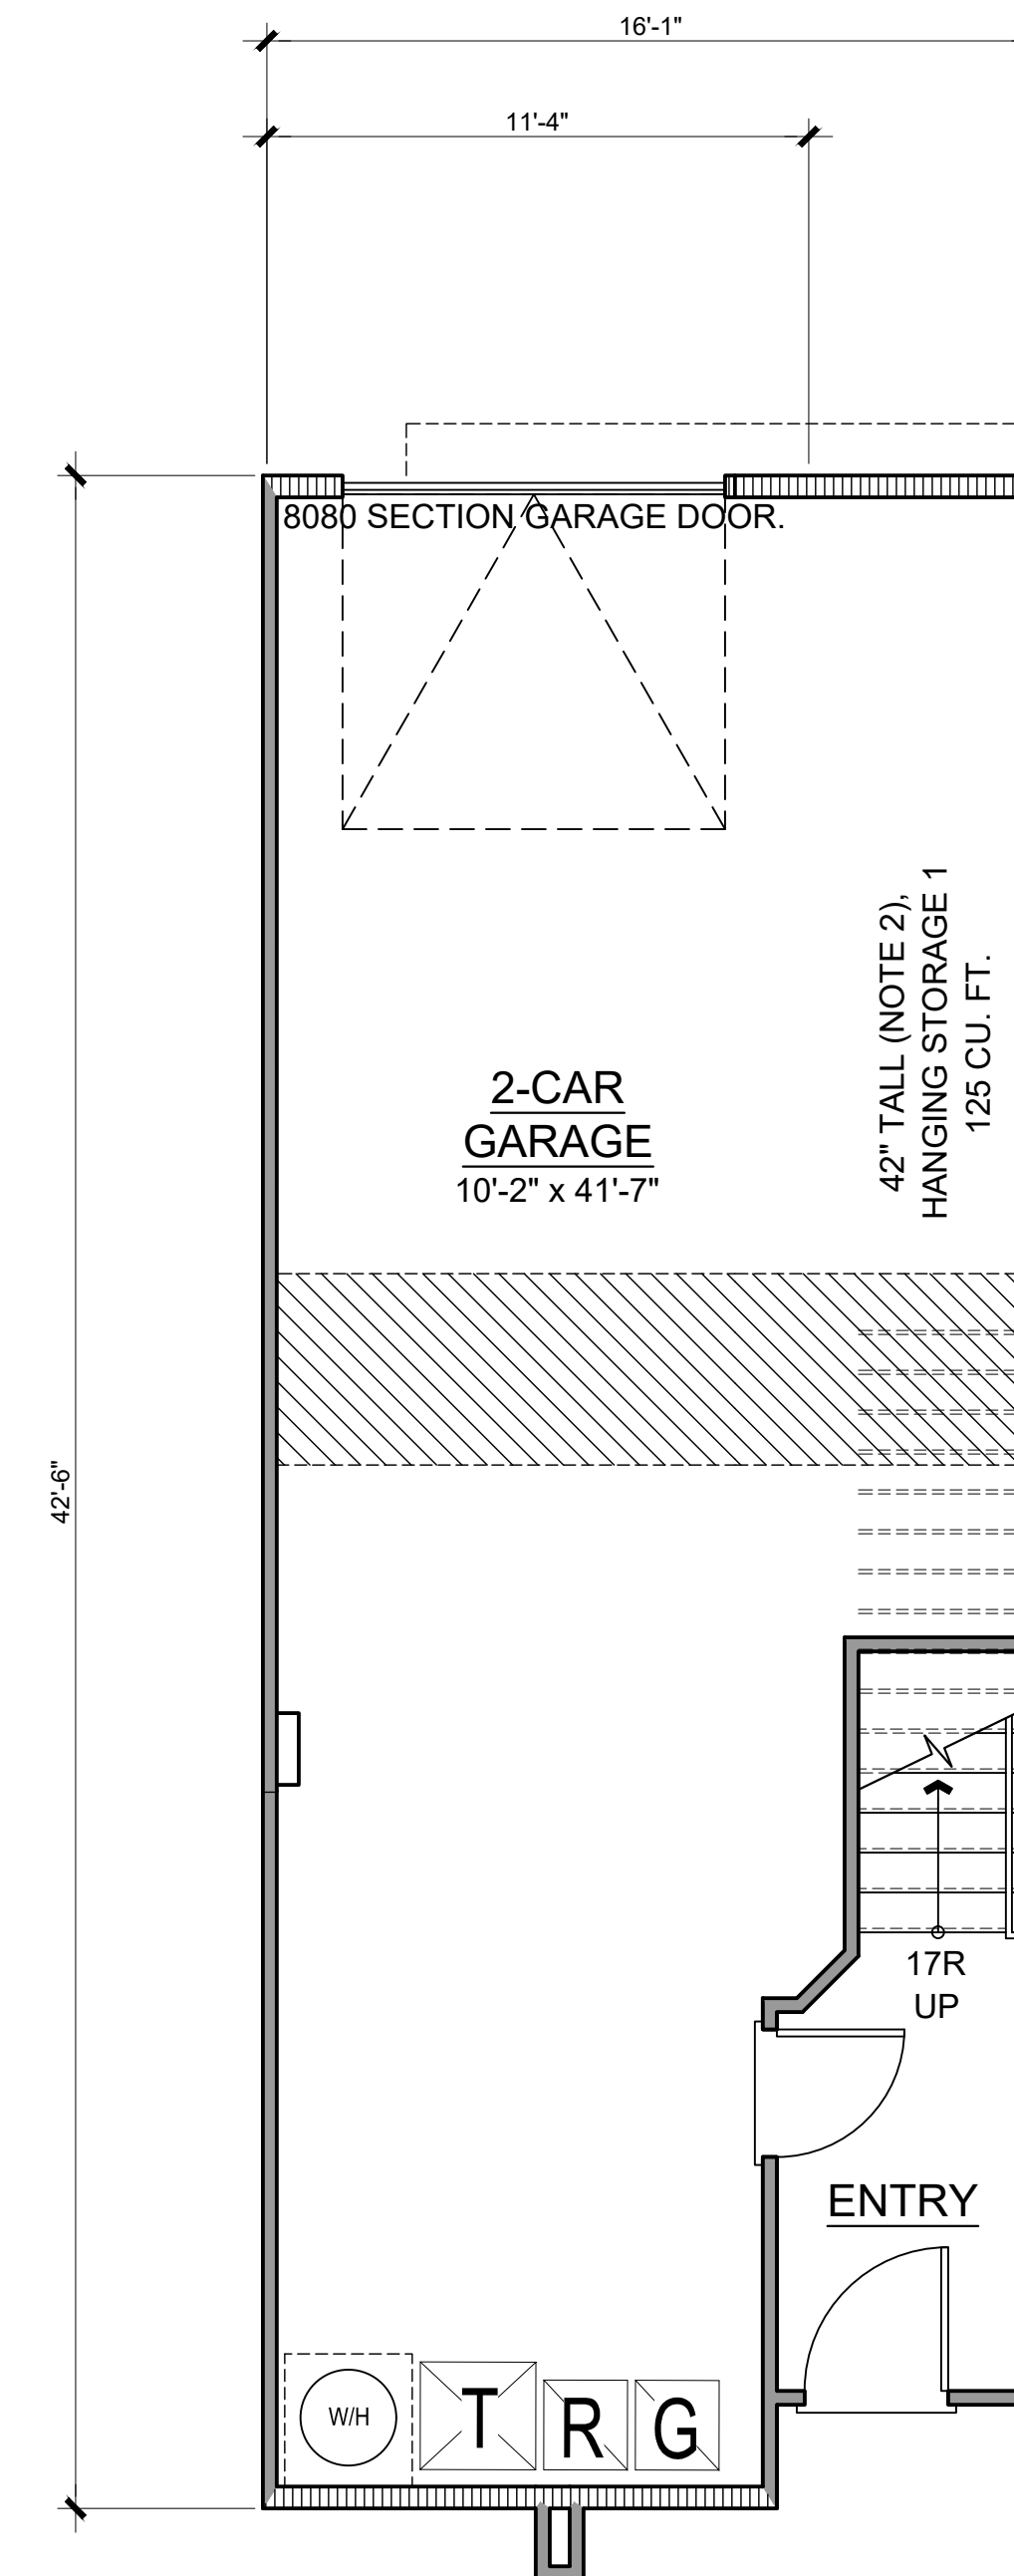 16'-1"
11'-4"
8080 SECTION GARAGE DOOR.
42" TALL (NOTE 2),
HANGING STORAGE 1
125 CU. FT.
2-CAR
GARAGE
10'-2" x 41'-7"
42'-6"
17R
UP
ENTRY
W/H
T
R
G